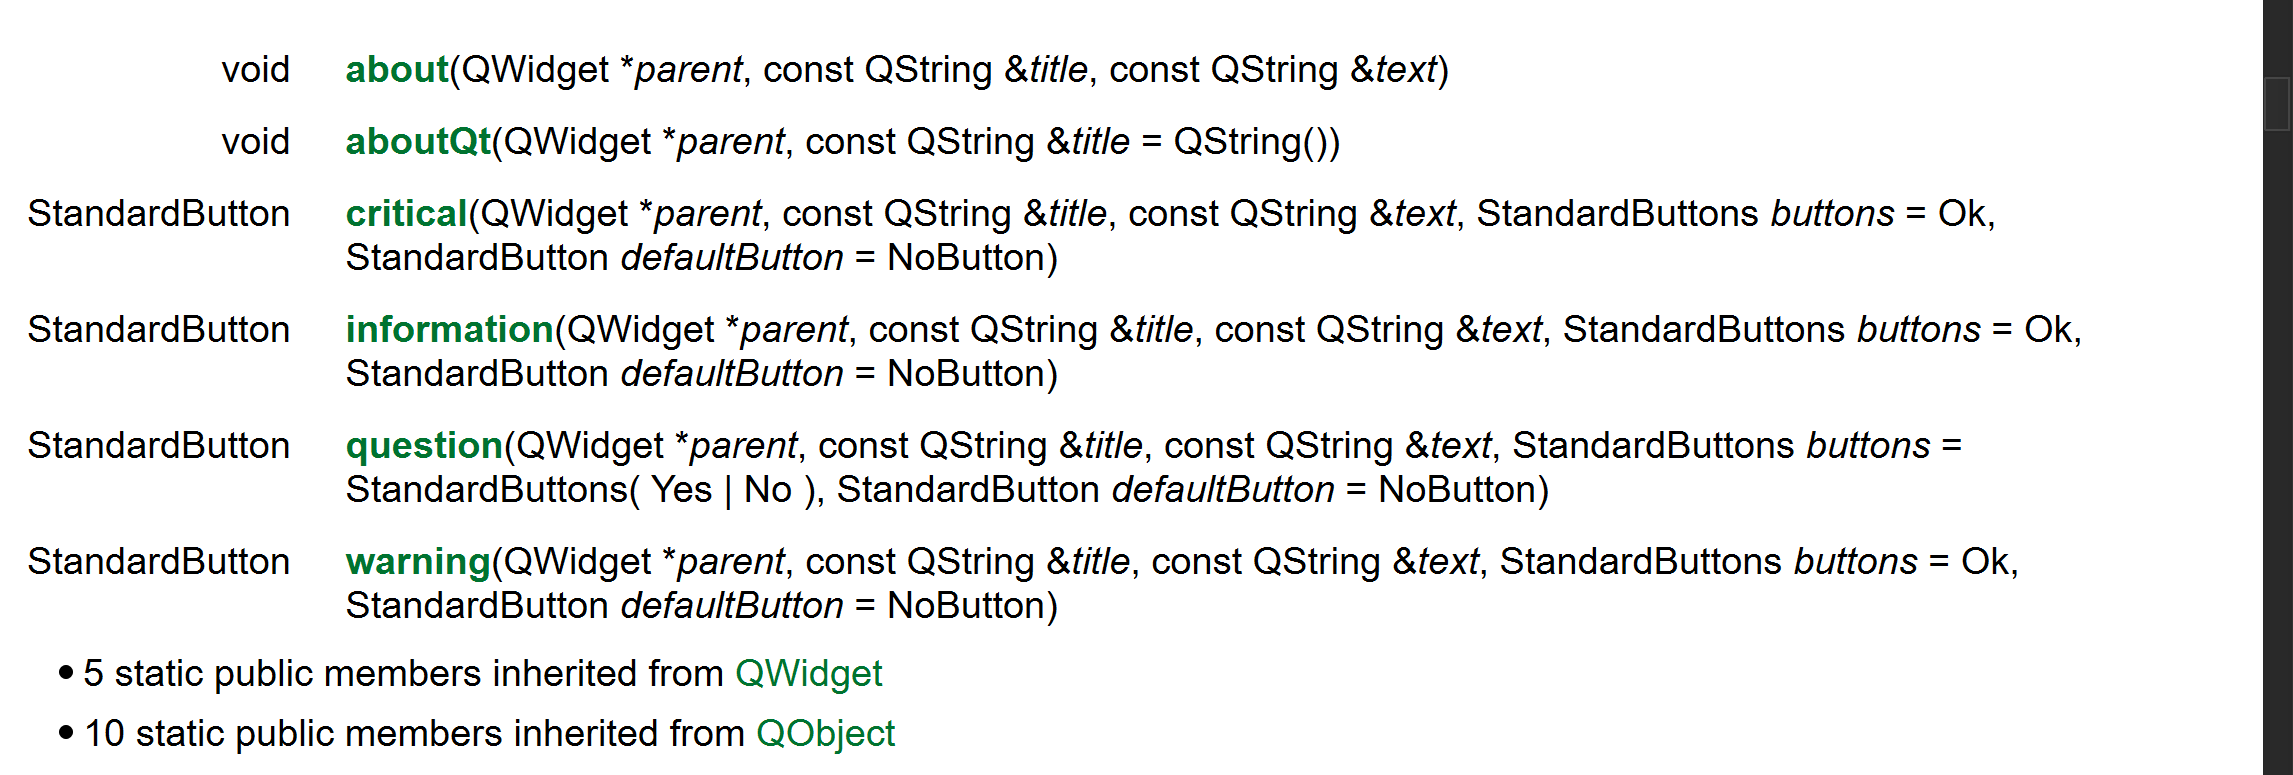 void about(QWidget *parent, const QString &title, const QString &text)
void aboutQt(QWidget *parent, const QString &title = QString())
StandardButton critical(QWidget *parent, const QString &title, const QString &text, StandardButtons buttons = Ok,
StandardButton defaultButton = NoButton)
StandardButton information(QWidget *parent, const QString &title, const QString &text, StandardButtons buttons = Ok,
StandardButton defaultButton = NoButton)
StandardButton question(QWidget *parent, const QString &title, const QString &text, StandardButtons buttons =
StandardButtons( Yes | No ), StandardButton defaultButton = NoButton)
StandardButton warning(QWidget *parent, const QString &title, const QString &text, StandardButtons buttons = Ok,
StandardButton defaultButton = NoButton)
• 5 static public members inherited from QWidget
• 10 static public members inherited from QObject